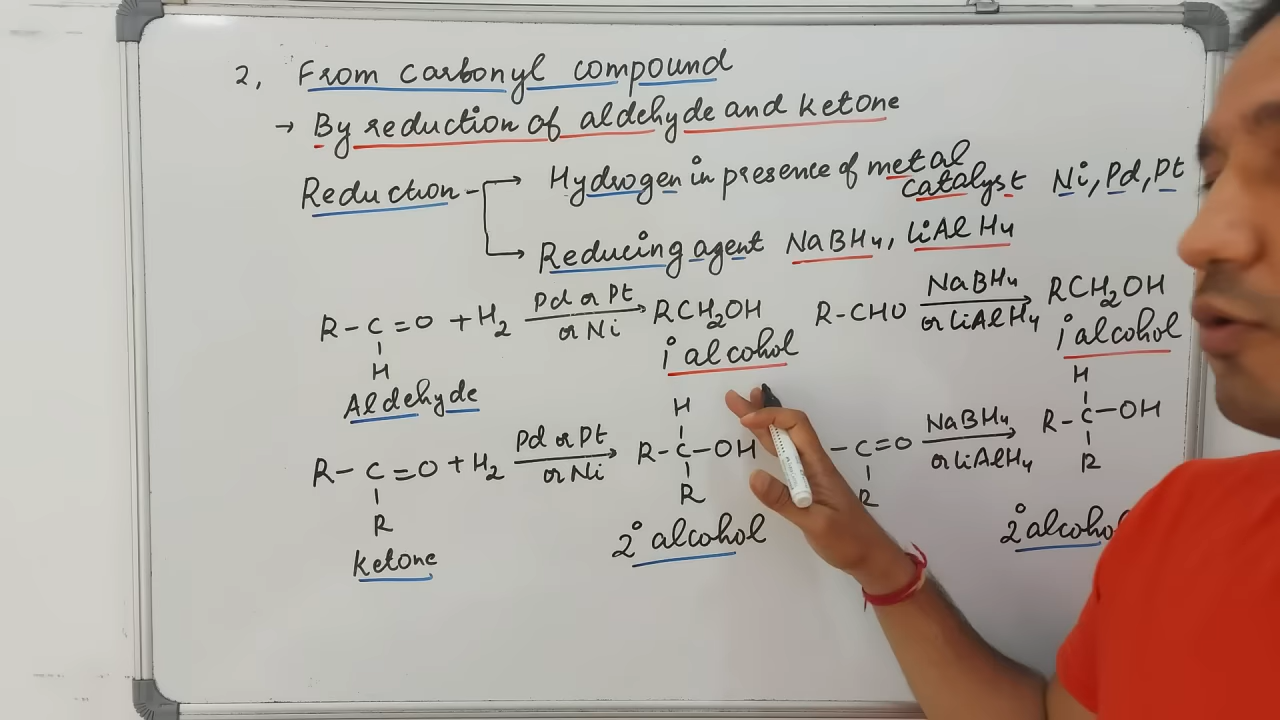 2, From carbonyl compound
→ By reduction of aldehyde and ketone
Reduction → Hydrogen in presence of metal catalyst Ni, Pd, Pt
→ Reducing agent NaBH4, LiAlH4
R-C=O + H2 Pd or Pt or Ni → RCH2OH
H
Aldehyde
1° alcohol
R-CHO NaBH4 or LiAlH4 → RCH2OH
1° alcohol
R-C=O + H2 Pd or Pt or Ni → R-C-OH
R
H
R
ketone
2° alcohol
-C=O NaBH4 or LiAlH4 → R-C-OH
R
H
R
2° alcohol